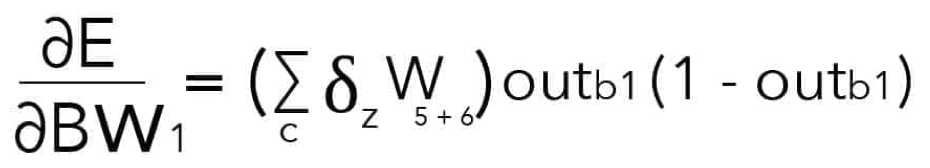 ∂E/∂BW₁ = (∑c δz W₅₊₆) outb1 (1 - outb1)